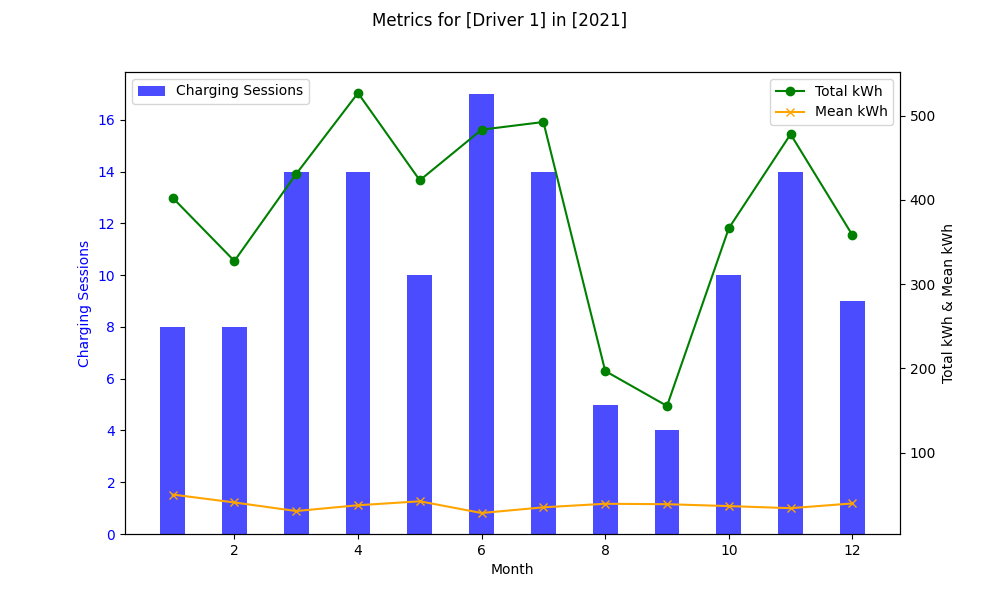 Metrics for [Driver 1] in [2021]
Charging Sessions
Total kWh
Mean kWh
16
14
12
10
8
6
4
2
0
Charging Sessions
500
400
300
200
100
Total kWh & Mean kWh
2 4 6 8 10 12
Month